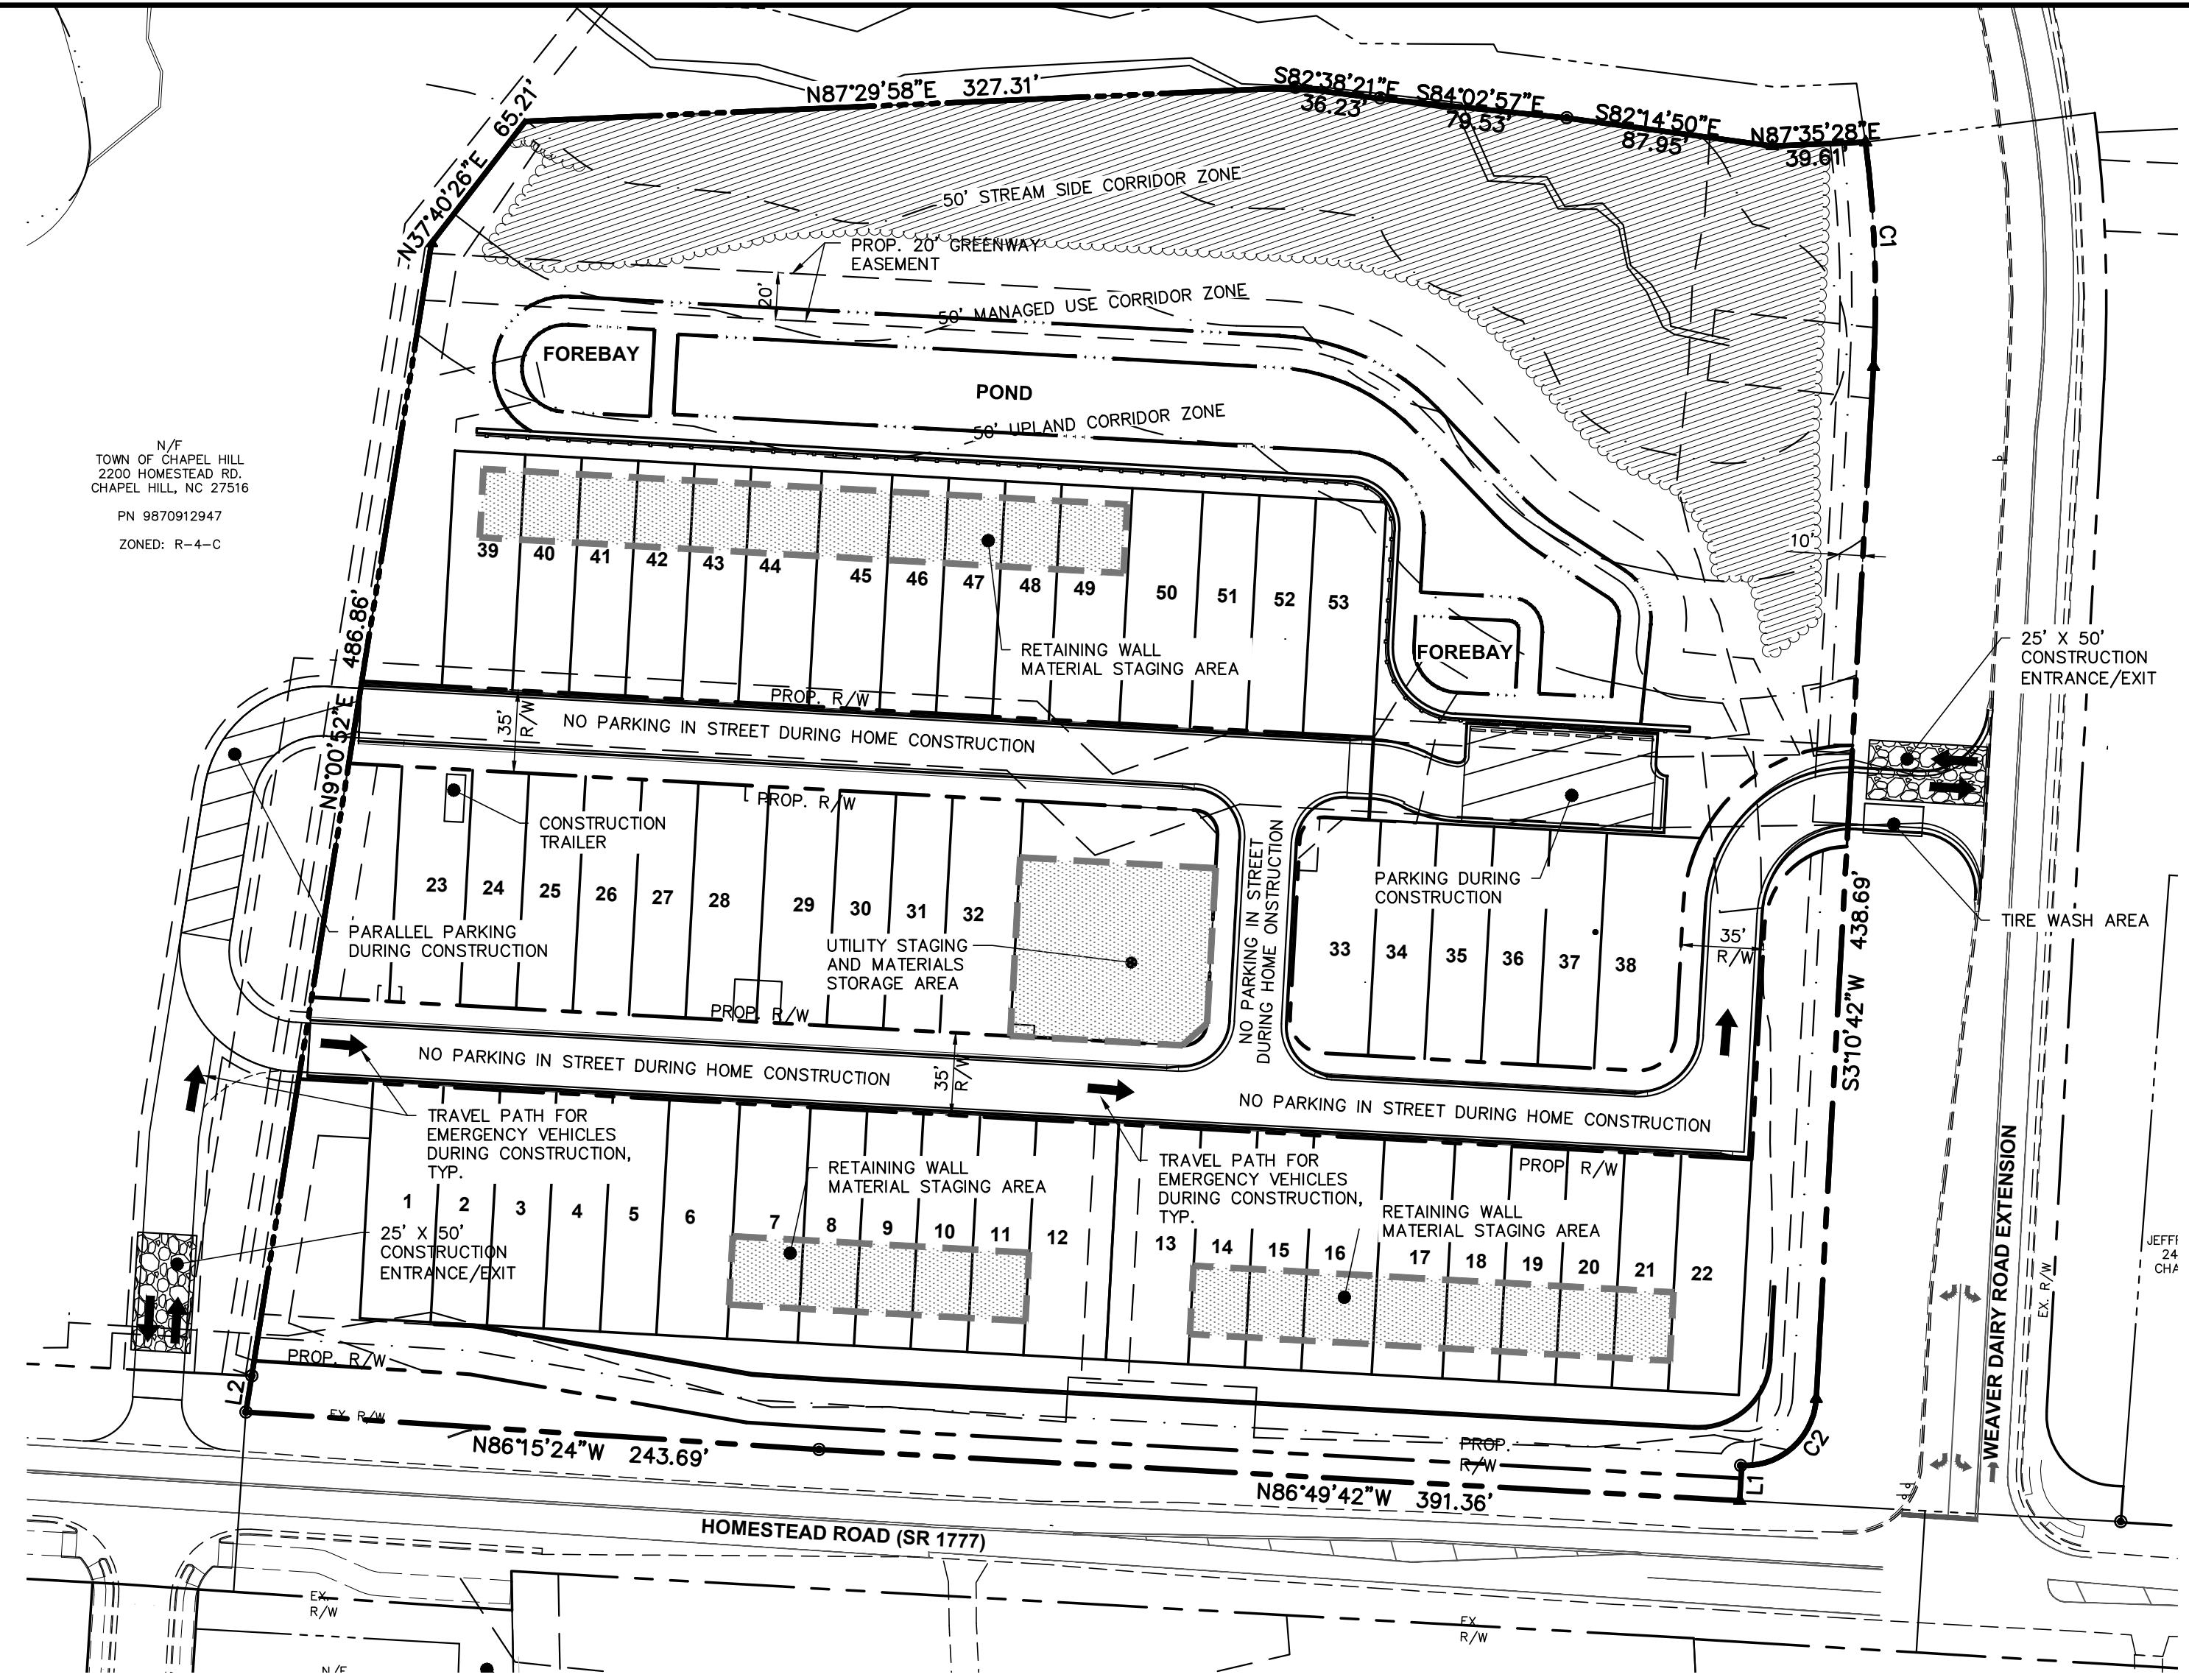 N87°29'58"E 327.31'
S82°38'21"E
36.23'
S84°02'57"E
79.53'
S82°14'50"E
87.95'
N87°35'28"E
39.61'
N37°40'26"E 65.21'
C1
50' STREAM SIDE CORRIDOR ZONE
PROP. 20' GREENWAY
EASEMENT
20'
50' MANAGED USE CORRIDOR ZONE
FOREBAY
POND
50' UPLAND CORRIDOR ZONE
N/F
TOWN OF CHAPEL HILL
2200 HOMESTEAD RD.
CHAPEL HILL, NC 27516
PN 9870912947
ZONED: R-4-C
10'
39 40 41 42 43 44 45 46 47 48 49 50 51 52 53
RETAINING WALL
MATERIAL STAGING AREA
FOREBAY
25' X 50'
CONSTRUCTION
ENTRANCE/EXIT
N9°00'52"E 486.86'
PROP. R/W
35'
R/W
NO PARKING IN STREET DURING HOME CONSTRUCTION
PROP. R/W
CONSTRUCTION
TRAILER
23 24 25 26 27 28 29 30 31 32
PARALLEL PARKING
DURING CONSTRUCTION
UTILITY STAGING
AND MATERIALS
STORAGE AREA
NO PARKING IN STREET
DURING HOME CONSTRUCTION
PARKING DURING
CONSTRUCTION
33 34 35 36 37 38
35'
R/W
TIRE WASH AREA
S3°10'42"W 438.69'
PROP. R/W
NO PARKING IN STREET DURING HOME CONSTRUCTION
35'
R/W
NO PARKING IN STREET DURING HOME CONSTRUCTION
TRAVEL PATH FOR
EMERGENCY VEHICLES
DURING CONSTRUCTION,
TYP.
RETAINING WALL
MATERIAL STAGING AREA
TRAVEL PATH FOR
EMERGENCY VEHICLES
DURING CONSTRUCTION,
TYP.
PROP. R/W
RETAINING WALL
MATERIAL STAGING AREA
1 2 3 4 5 6 7 8 9 10 11 12 13 14 15 16 17 18 19 20 21 22
25' X 50'
CONSTRUCTION
ENTRANCE/EXIT
WEAVER DAIRY ROAD EXTENSION
EX. R/W
24
CHA
PROP. R/W
L2
EX. R/W
N86°15'24"W 243.69'
PROP.
R/W
C2
L1
N86°49'42"W 391.36'
HOMESTEAD ROAD (SR 1777)
EX.
R/W
EX.
R/W
N/F